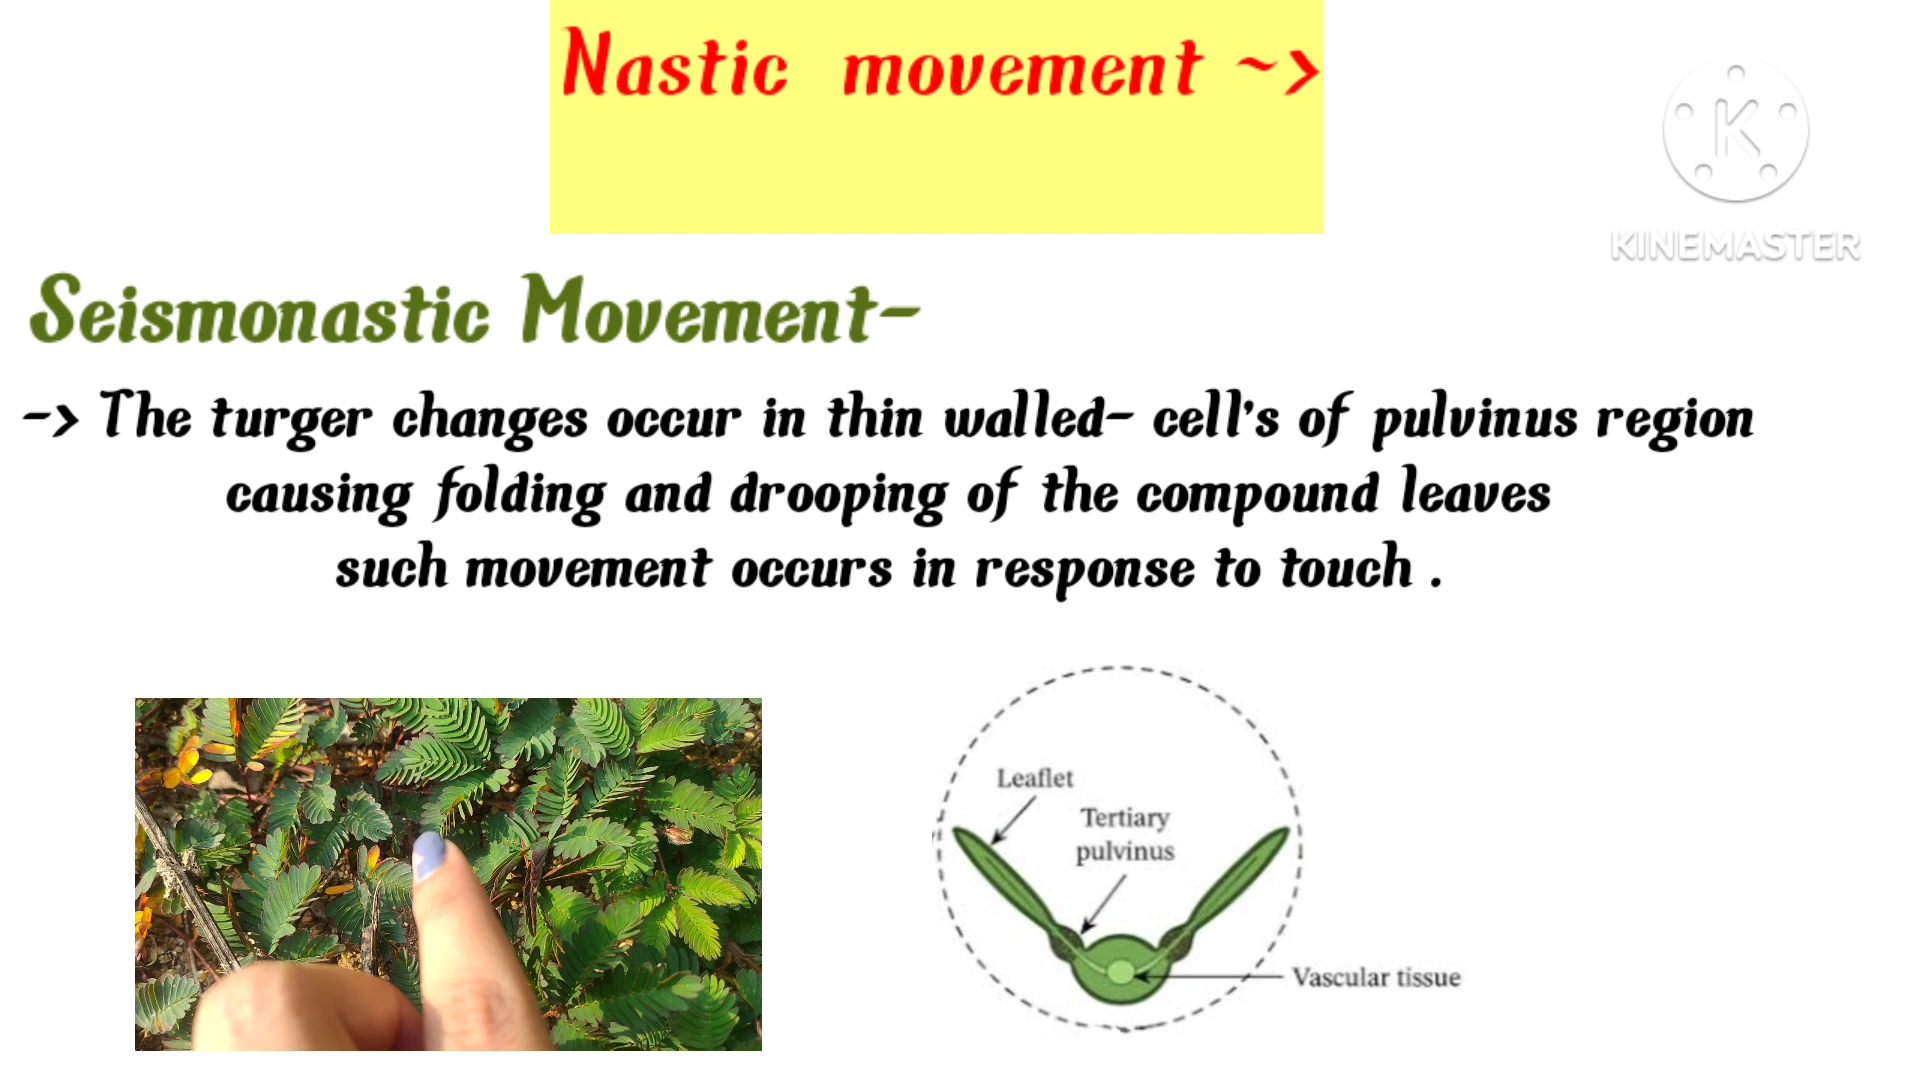 Nastic movement ~>
K
KINEMASTER
Seismonastic Movement-
-> The turger changes occur in thin walled- cell's of pulvinus region
causing folding and drooping of the compound leaves
such movement occurs in response to touch .
Leaflet
Tertiary
pulvinus
Vascular tissue